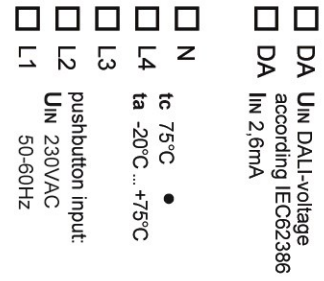 ☐ DA UIN DALI-voltage
according IEC62386
☐ DA IIN 2,6mA
☐ N
tc 75°C ●
☐ L4 ta -20°C ... +75°C
☐ L3
☐ L2 pushbutton input:
UIN 230VAC
☐ L1 50-60Hz